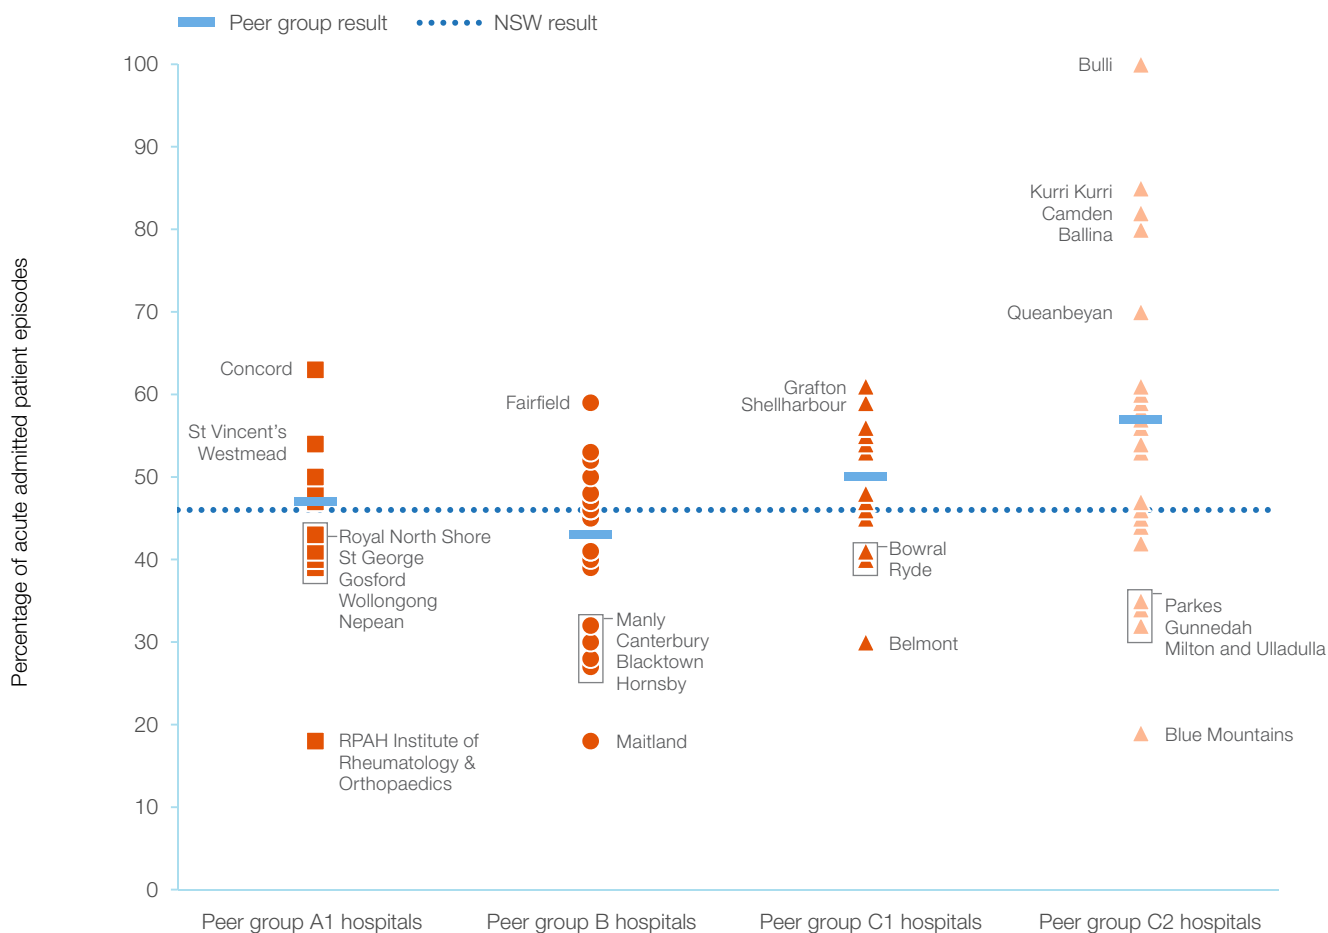 Peer group result
NSW result
Percentage of acute admitted patient episodes
100
90
80
70
60
50
40
30
20
10
0
Concord
St Vincent's
Westmead
Royal North Shore
St George
Gosford
Wollongong
Nepean
RPAH Institute of
Rheumatology &
Orthopaedics
Fairfield
Manly
Canterbury
Blacktown
Hornsby
Maitland
Grafton
Shellharbour
Bowral
Ryde
Belmont
Bulli
Kurri Kurri
Camden
Ballina
Queanbeyan
Parkes
Gunnedah
Milton and Ulladulla
Blue Mountains
Peer group A1 hospitals
Peer group B hospitals
Peer group C1 hospitals
Peer group C2 hospitals